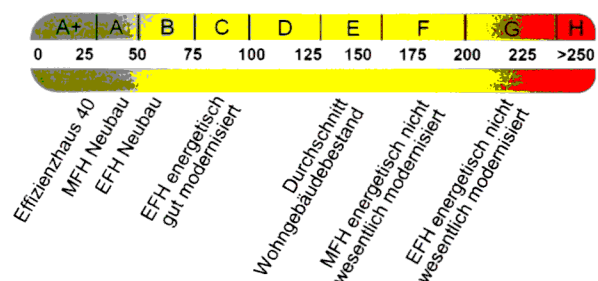 A+ A B C D E F G H
0 25 50 75 100 125 150 175 200 225 >250
Effizienzhaus 40
MFH Neubau
EFH Neubau
EFH energetisch
gut modernisiert
Durchschnitt
Wohngebäudebestand
MFH energetisch nicht
wesentlich modernisiert
EFH energetisch nicht
wesentlich modernisiert